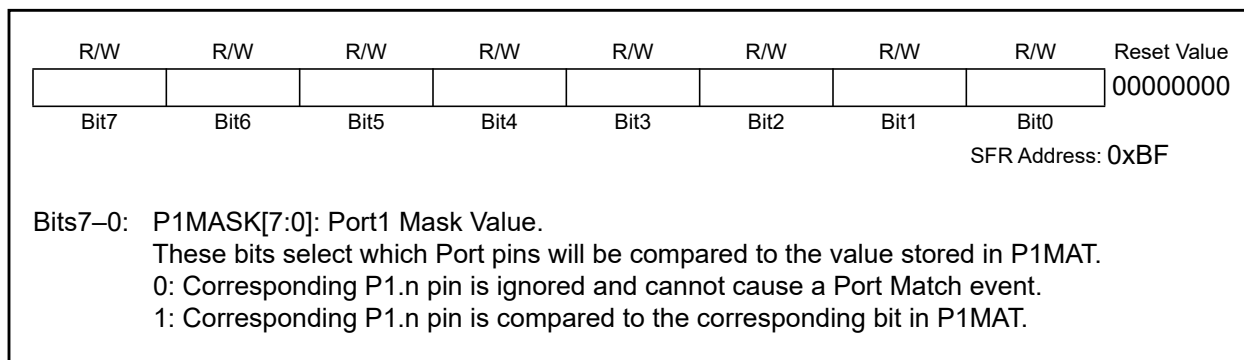 R/W R/W R/W R/W R/W R/W R/W R/W Reset Value
00000000
Bit7 Bit6 Bit5 Bit4 Bit3 Bit2 Bit1 Bit0
SFR Address: 0xBF
Bits7–0: P1MASK[7:0]: Port1 Mask Value.
These bits select which Port pins will be compared to the value stored in P1MAT.
0: Corresponding P1.n pin is ignored and cannot cause a Port Match event.
1: Corresponding P1.n pin is compared to the corresponding bit in P1MAT.